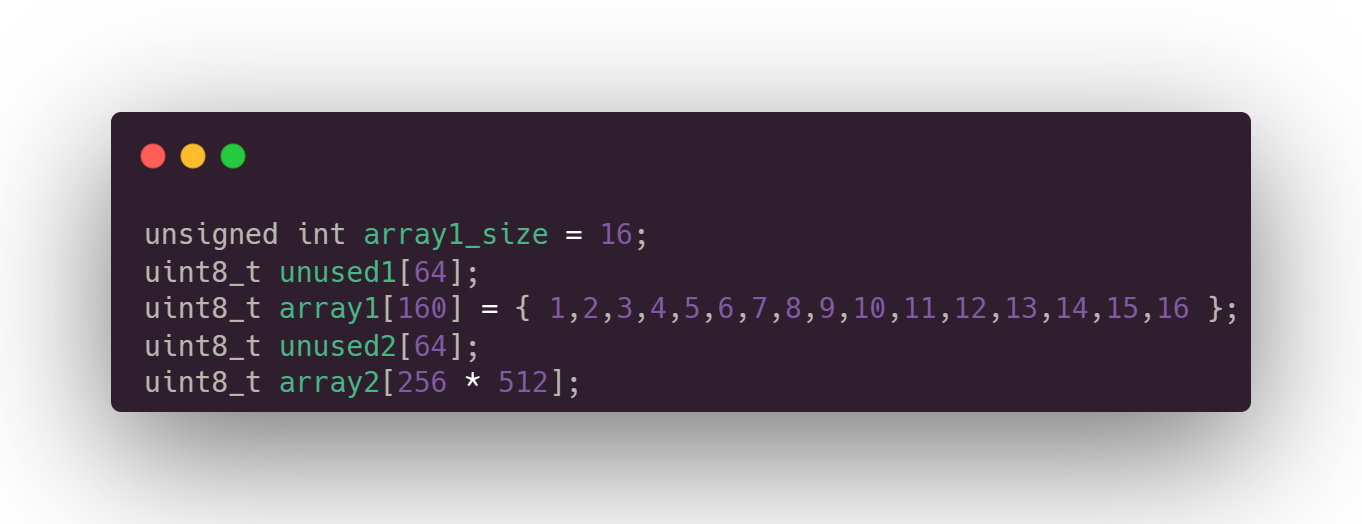 unsigned int array1_size = 16;
uint8_t unused1[64];
uint8_t array1[160] = { 1,2,3,4,5,6,7,8,9,10,11,12,13,14,15,16 };
uint8_t unused2[64];
uint8_t array2[256 * 512];